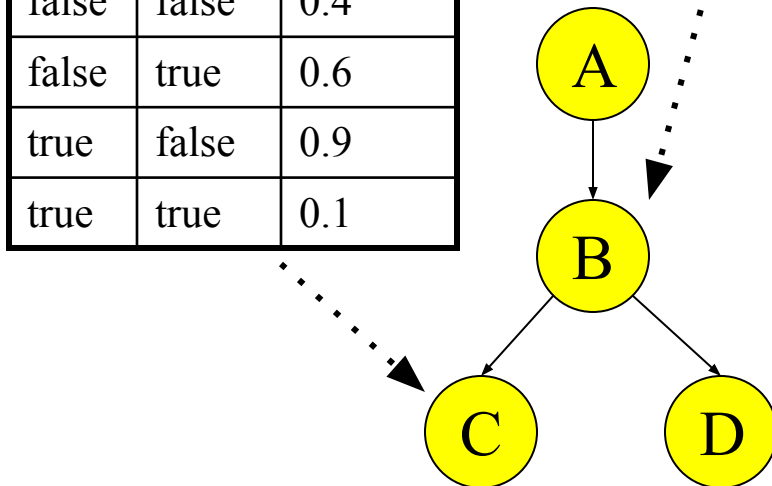 false false 0.4
false true 0.6
true false 0.9
true true 0.1
A
B
C D